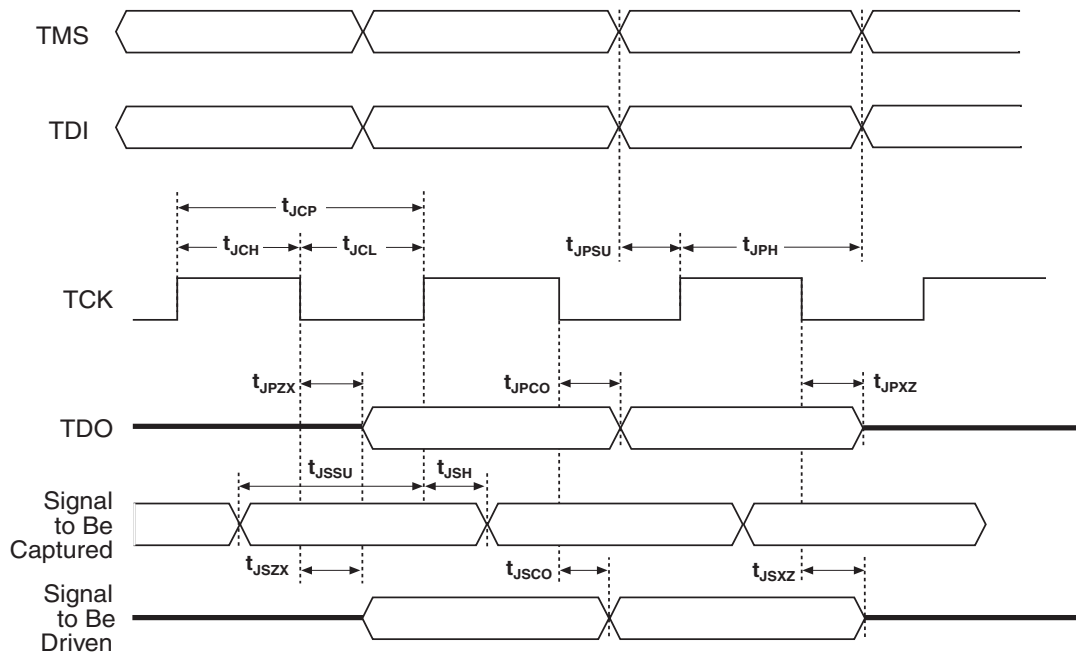 TMS
TDI
tJCP
tJCH
tJCL
tJPSU
tJPH
TCK
tJPZX
tJPCO
tJPXZ
TDO
tJSSU
tJSH
Signal
to Be
Captured
tJSZX
tJSCO
tJSXZ
Signal
to Be
Driven